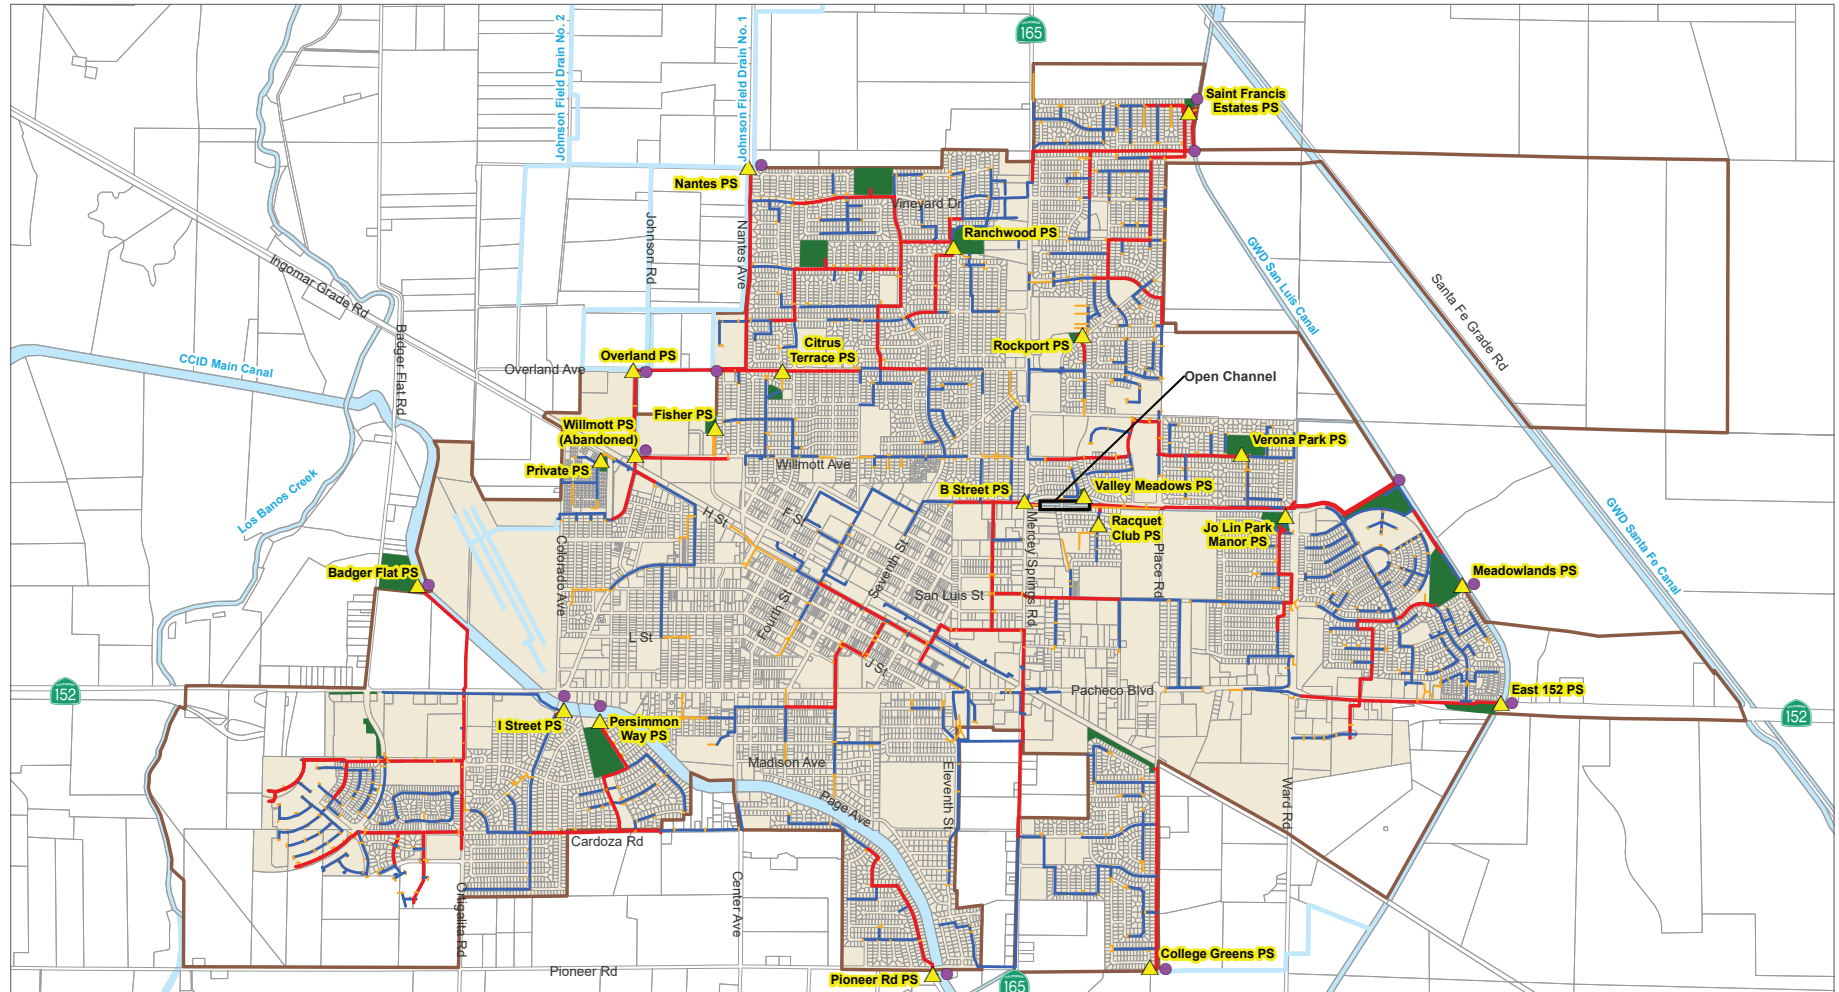 Johnson Field Drain No. 2
Johnson Field Drain No. 1
CALIFORNIA
165
Saint Francis
Estates PS
Nantes PS
Vineyard Dr
Johnson Rd
Nantes Ave
Ranchwood PS
GWD San Luis Canal
Ingomar Grade Rd
Santa Fe Grade Rd
Badger Flat Rd
CCID Main Canal
Overland Ave
Overland PS
Citrus
Terrace PS
Rockport PS
Open Channel
Fisher PS
Willmott PS
(Abandoned)
Private PS
Willmott Ave
Verona Park PS
Los Banos Creek
B Street PS
Valley Meadows PS
H St
F St
Racquet
Club PS
Jo Lin Park
Manor PS
GWD Santa Fe Canal
Colorado Ave
Seventh St
Mercey Springs Rd
Place Rd
Badger Flat PS
Meadowlands PS
San Luis St
Fourth St
L St
J St
CALIFORNIA
152
Pacheco Blvd
East 152 PS
CALIFORNIA
152
I Street PS
Persimmon
Way PS
Madison Ave
Page Ave
Eleventh St
Ward Rd
Cardoza Rd
Ortigalita Rd
Center Ave
Pioneer Rd
Pioneer Rd PS
College Greens PS
CALIFORNIA
165